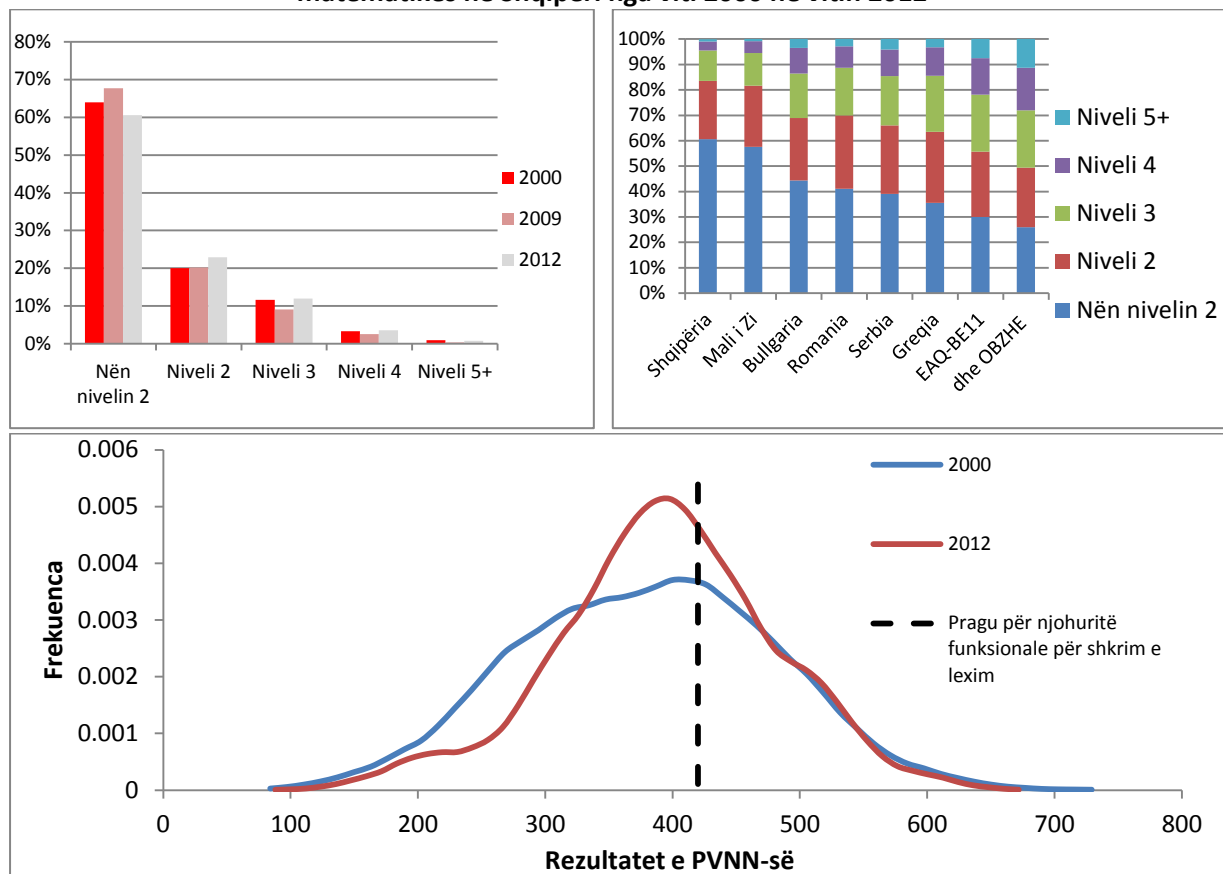 matematikës në Shqipëri nga viti 2000 në vitin 2012
80%
70%
60%
50%
40%
30%
20%
10%
0%
Nën
nivelin 2
Niveli 2
Niveli 3
Niveli 4
Niveli 5+
2000
2009
2012
100%
90%
80%
70%
60%
50%
40%
30%
20%
10%
0%
Shqipëria
Mali i Zi
Bullgaria
Romania
Serbia
Greqia
EAQ-BE11
dhe OBZHE
Niveli 5+
Niveli 4
Niveli 3
Niveli 2
Nën nivelin 2
0.006
0.005
0.004
0.003
0.002
0.001
0
Frekuenca
0 100 200 300 400 500 600 700 800
Rezultatet e PVNN-së
2000
2012
Pragu për njohuritë
funksionale për shkrim e
lexim